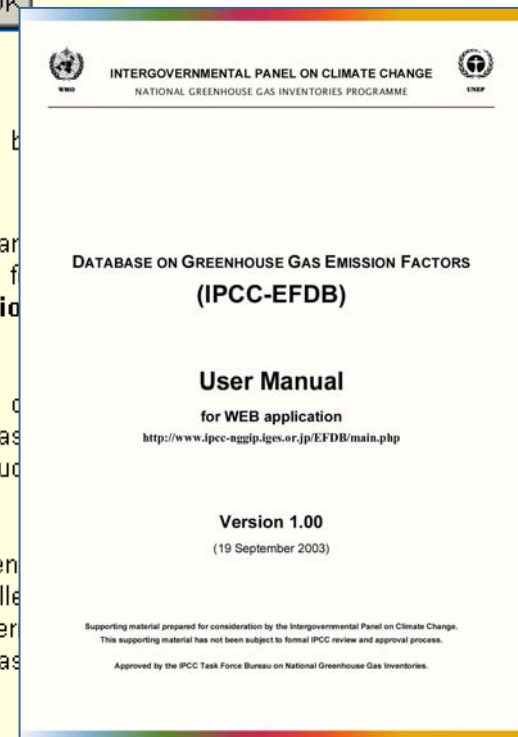 INTERGOVERNMENTAL PANEL ON CLIMATE CHANGE
NATIONAL GREENHOUSE GAS INVENTORIES PROGRAMME
WMO
UNEP
DATABASE ON GREENHOUSE GAS EMISSION FACTORS
(IPCC-EFDB)
User Manual
for WEB application
http://www.ipcc-nggip.iges.or.jp/EFDB/main.php
Version 1.00
(19 September 2003)
Supporting material prepared for consideration by the Intergovernmental Panel on Climate Change.
This supporting material has not been subject to formal IPCC review and approval process.
Approved by the IPCC Task Force Bureau on National Greenhouse Gas Inventories.